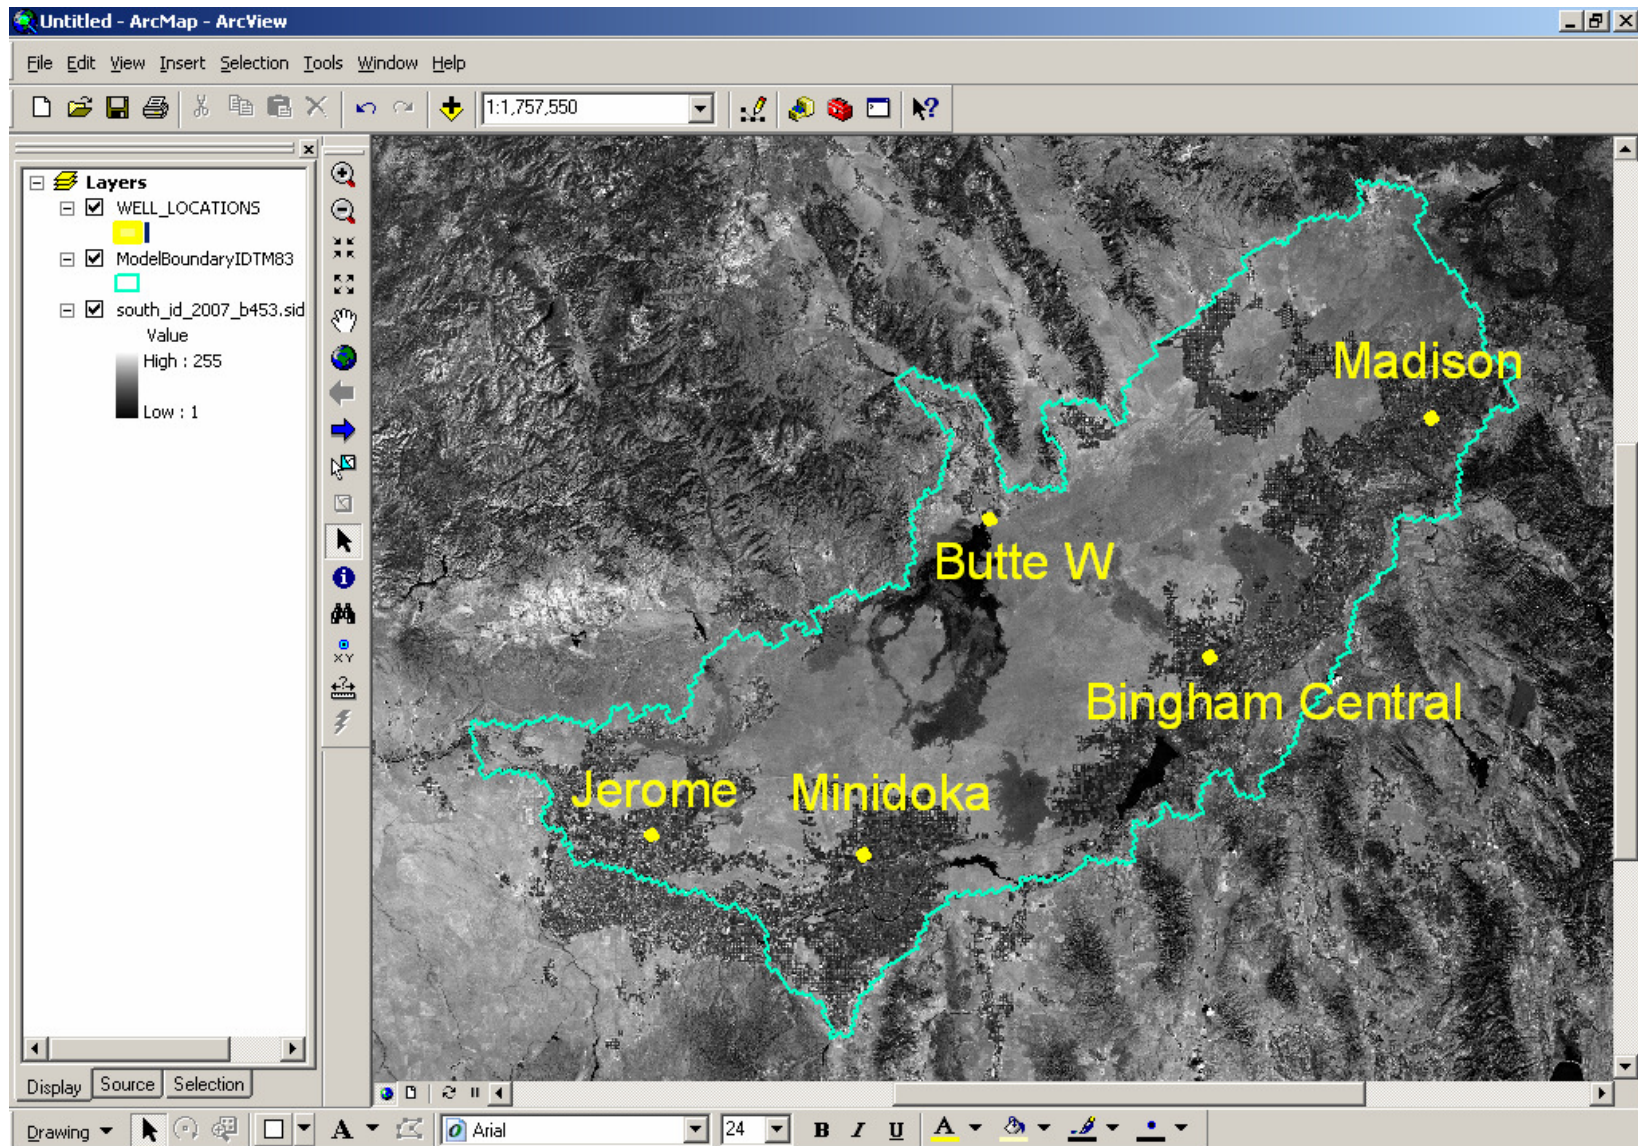 Untitled - ArcMap - ArcView
File Edit View Insert Selection Tools Window Help
1:1,757,550
Layers
WELL_LOCATIONS
ModelBoundaryIDTM83
south_id_2007_b453.sid
Value
High : 255
Low : 1
XY
Madison
Butte W
Bingham Central
Jerome
Minidoka
Display Source Selection
Drawing A Arial 24 B I U A